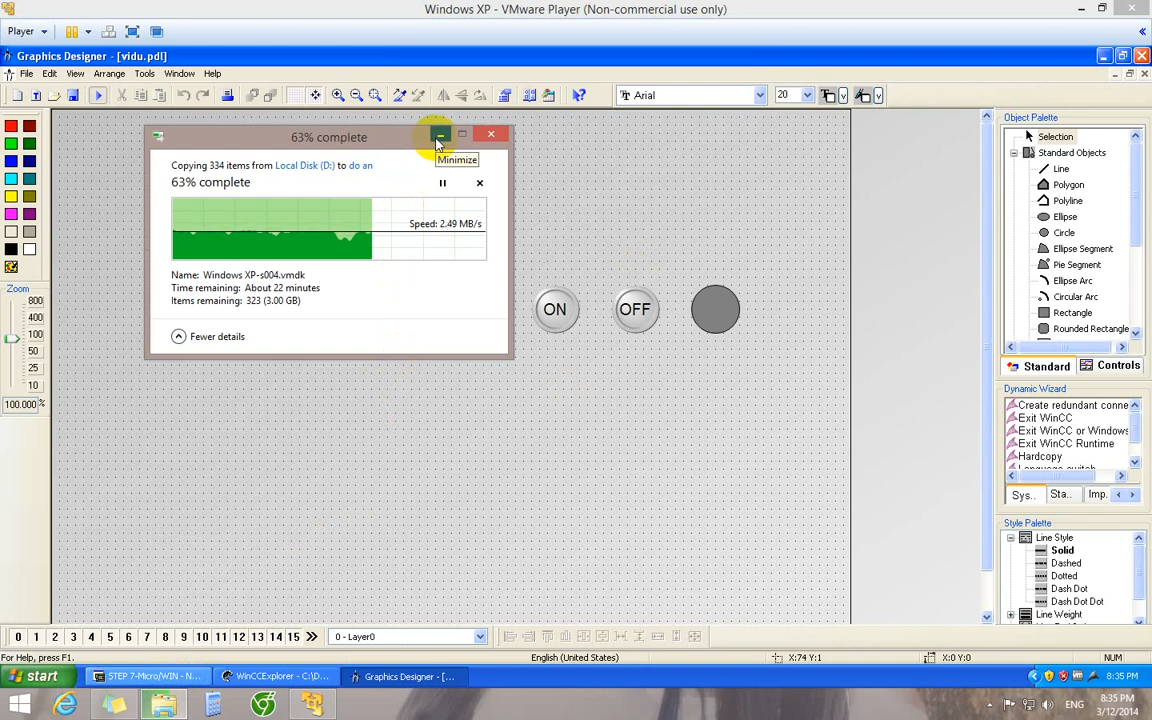 Windows XP - VMware Player (Non-commercial use only)
Player
Graphics Designer - [vidu.pdl]
File Edit View Arrange Tools Window Help
Arial
20
63% complete
Minimize
Copying 334 items from Local Disk (D:) to do an
63% complete
Speed: 2.49 MB/s
Name: Windows XP-s004.vmdk
Time remaining: About 22 minutes
Items remaining: 323 (3.00 GB)
Fewer details
ON
OFF
Zoom
800
400
100
50
25
10
100.000 %
Object Palette
Selection
Standard Objects
Line
Polygon
Polyline
Ellipse
Circle
Ellipse Segment
Pie Segment
Ellipse Arc
Circular Arc
Rectangle
Rounded Rectangle
Standard
Controls
Dynamic Wizard
Create redundant conne
Exit WinCC
Exit WinCC or Windows
Exit WinCC Runtime
Hardcopy
Language switch
Sys..
Sta..
Imp.
Style Palette
Line Style
Solid
Dashed
Dotted
Dash Dot
Dash Dot Dot
Line Weight
0 1 2 3 4 5 6 7 8 9 10 11 12 13 14 15
0 - Layer0
For Help, press F1.
English (United States)
X:74 Y:1
X:0 Y:0
NUM
start
STEP 7-Micro/WIN - N...
WinCCExplorer - C:\D...
Graphics Designer - [...
8:35 PM
ENG
8:35 PM
3/12/2014